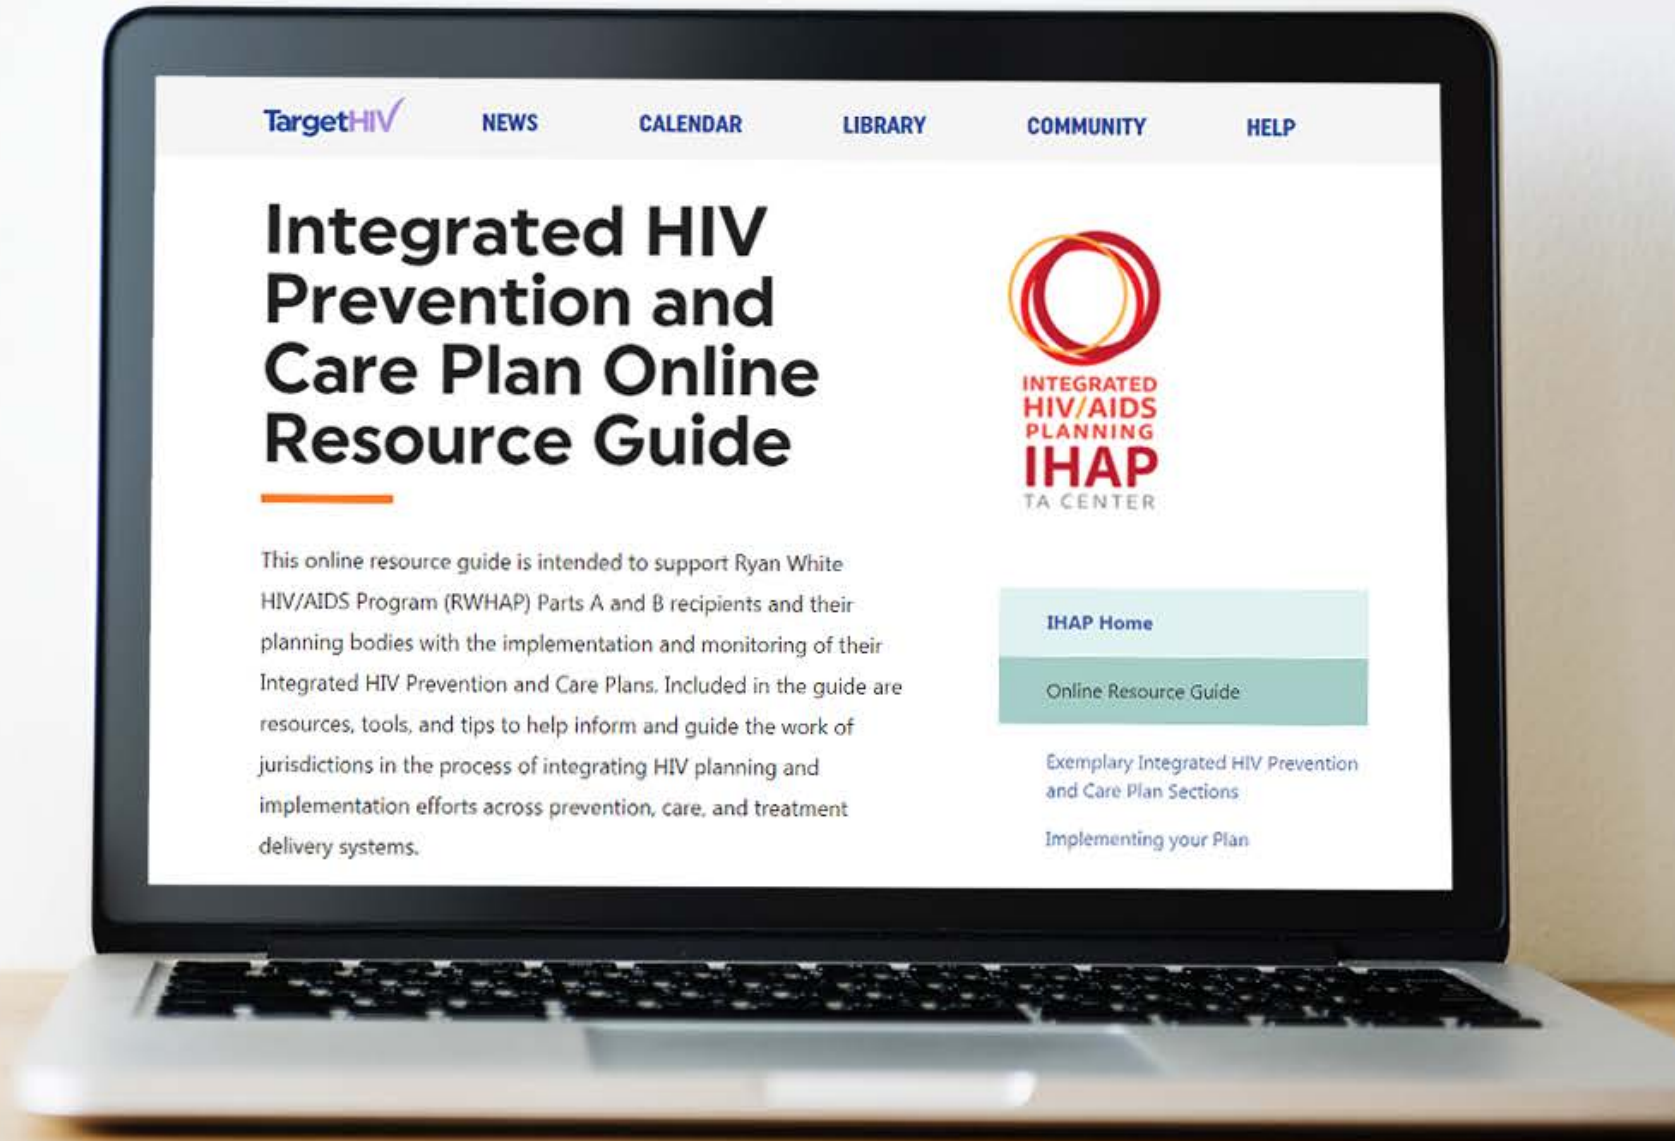 TargetHIV NEWS CALENDAR LIBRARY COMMUNITY HELP
Integrated HIV
Prevention and
Care Plan Online
Resource Guide
This online resource guide is intended to support Ryan White
HIV/AIDS Program (RWHAP) Parts A and B recipients and their
planning bodies with the implementation and monitoring of their
Integrated HIV Prevention and Care Plans. Included in the guide are
resources, tools, and tips to help inform and guide the work of
jurisdictions in the process of integrating HIV planning and
implementation efforts across prevention, care, and treatment
delivery systems.
INTEGRATED
HIV/AIDS
PLANNING
IHAP
TA CENTER
IHAP Home
Online Resource Guide
Exemplary Integrated HIV Prevention
and Care Plan Sections
Implementing your Plan